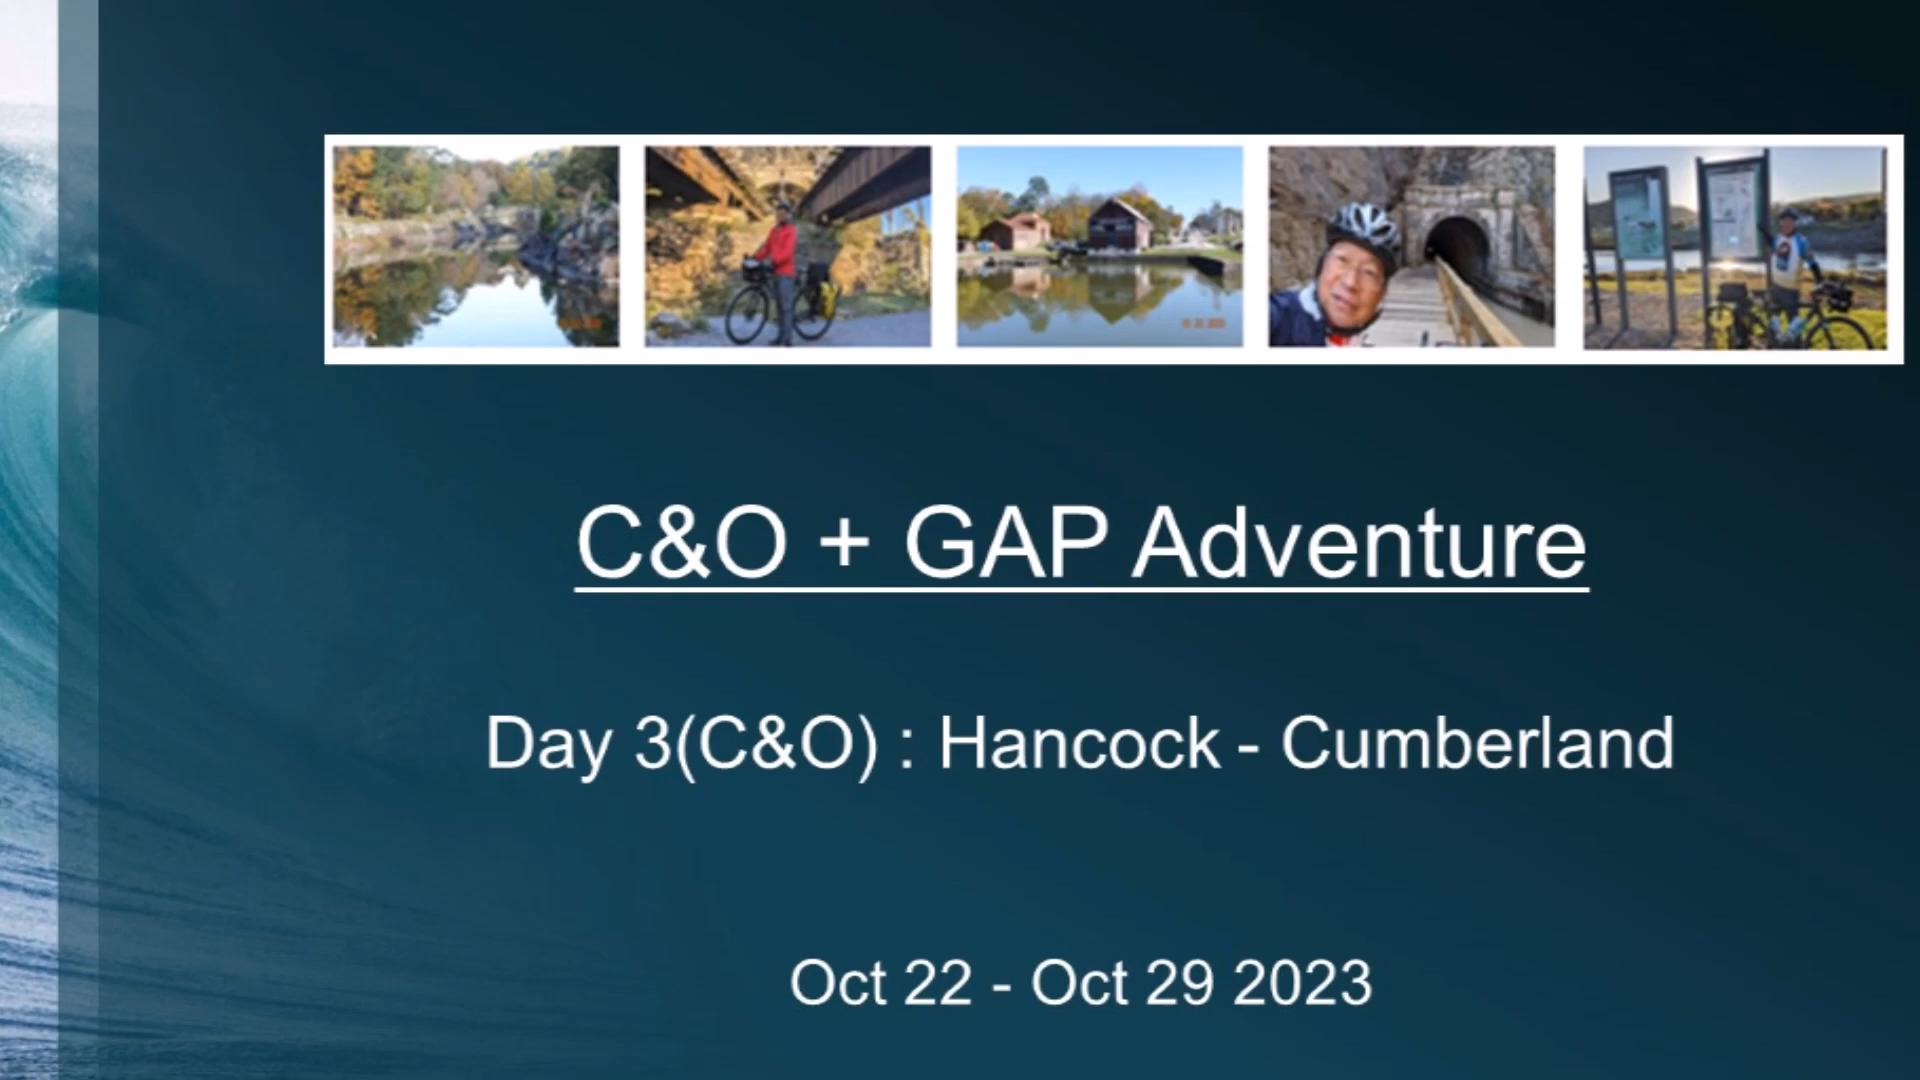 C&O + GAP Adventure
Day 3(C&O) : Hancock - Cumberland
Oct 22 - Oct 29 2023